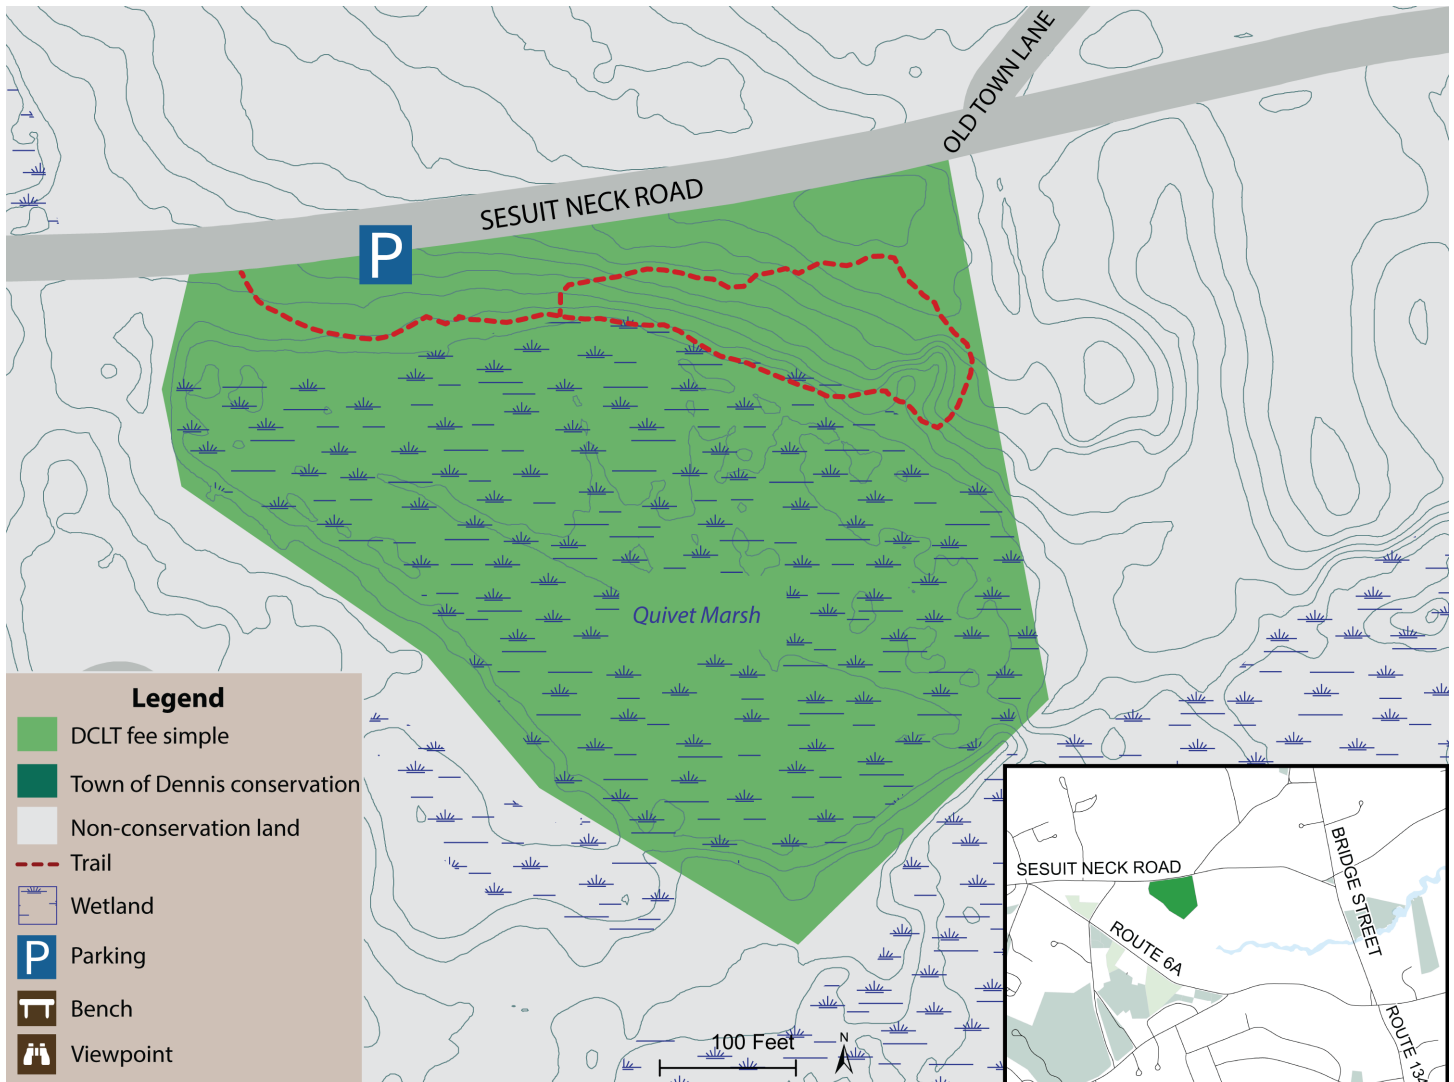 OLD TOWN LANE
SESUIT NECK ROAD
P
Quivet Marsh
Legend
DCLT fee simple
Town of Dennis conservation
Non-conservation land
Trail
Wetland
P Parking
Bench
Viewpoint
100 Feet
N
SESUIT NECK ROAD
BRIDGE STREET
ROUTE 6A
ROUTE 134